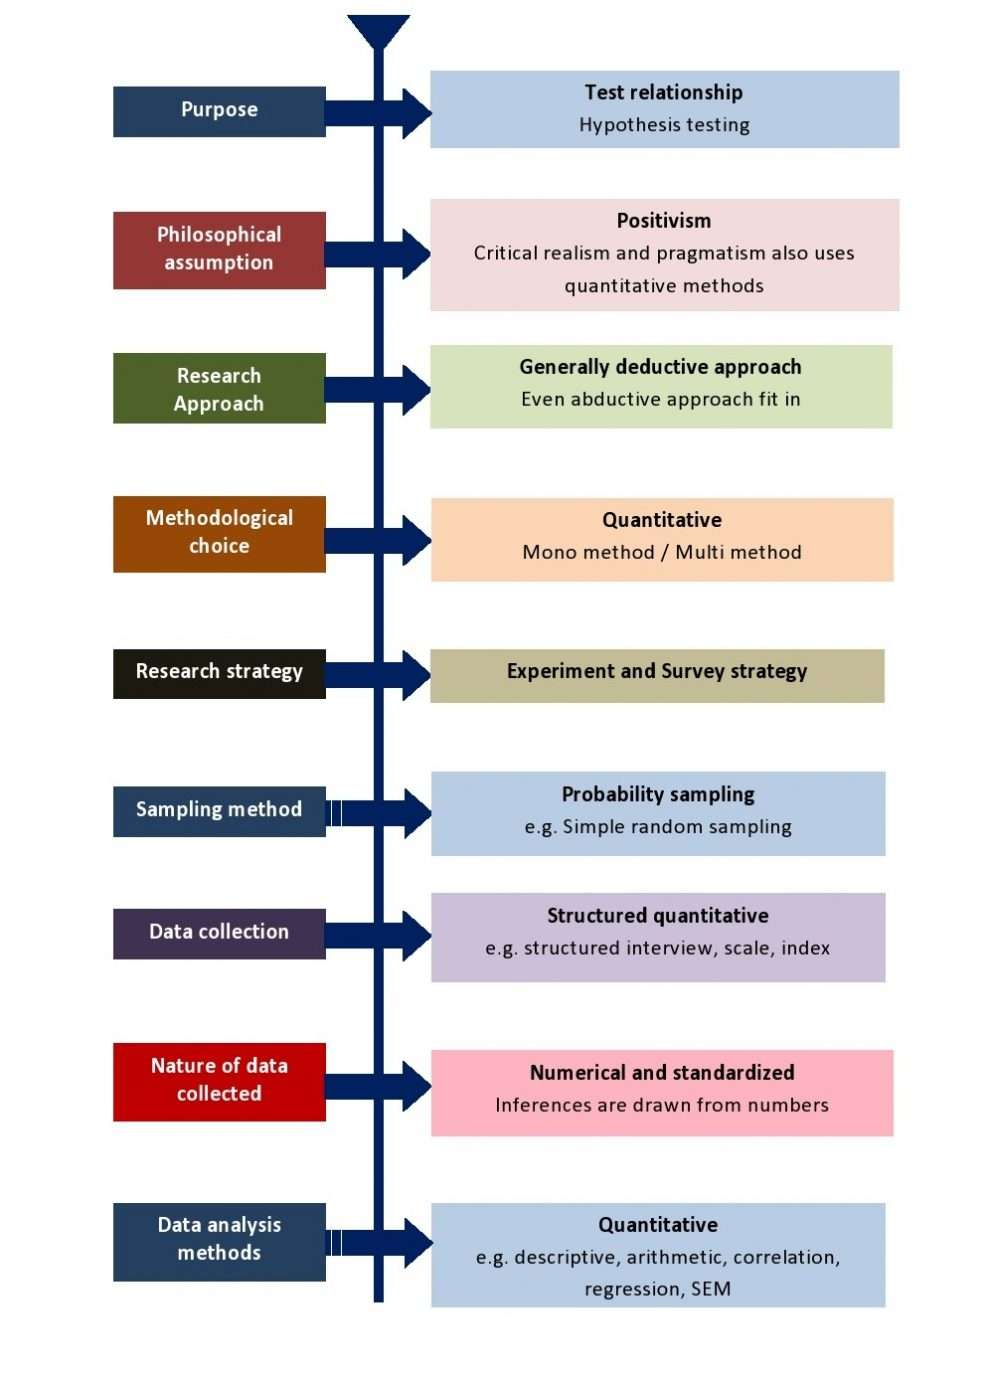 Purpose
Test relationship
Hypothesis testing
Philosophical
assumption
Positivism
Critical realism and pragmatism also uses
quantitative methods
Research
Approach
Generally deductive approach
Even abductive approach fit in
Methodological
choice
Quantitative
Mono method / Multi method
Research strategy
Experiment and Survey strategy
Sampling method
Probability sampling
e.g. Simple random sampling
Data collection
Structured quantitative
e.g. structured interview, scale, index
Nature of data
collected
Numerical and standardized
Inferences are drawn from numbers
Data analysis
methods
Quantitative
e.g. descriptive, arithmetic, correlation,
regression, SEM